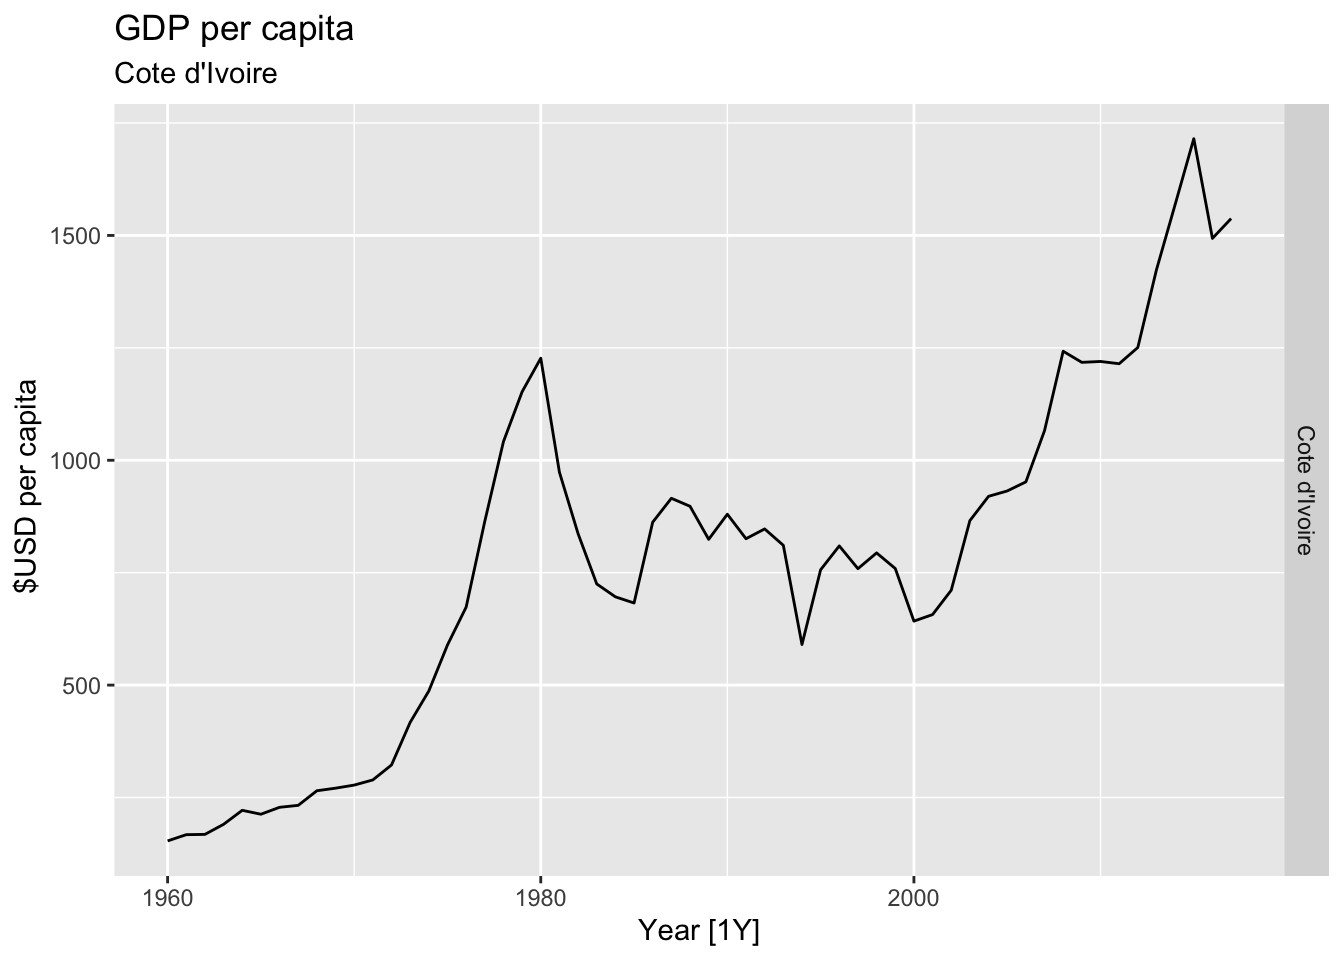 GDP per capita
Cote d'Ivoire
1500
1000
500
$USD per capita
Cote d'Ivoire
1960
1980
2000
Year [1Y]